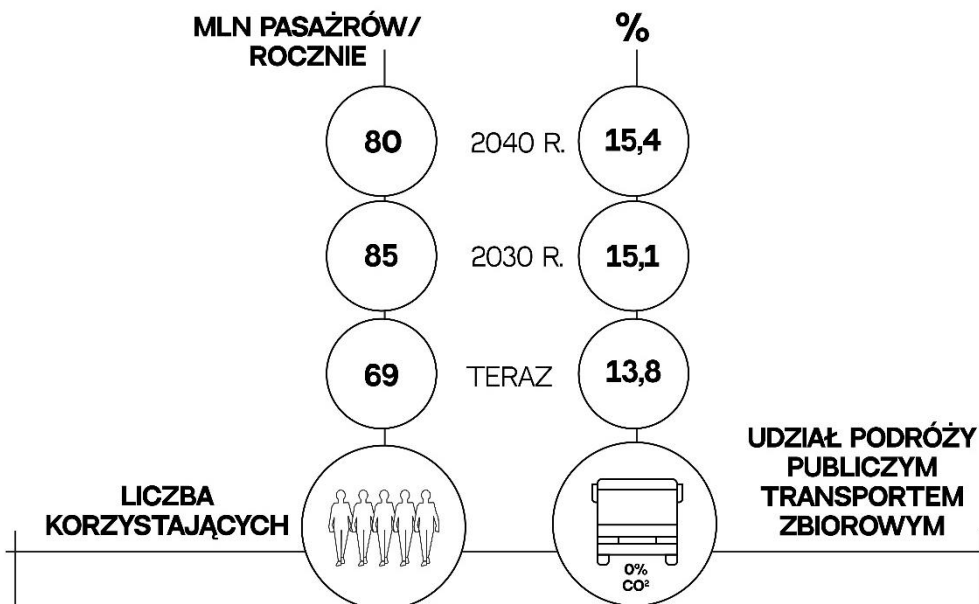 MLN PASAŻRÓW/
ROCZNIE
%
80
2040 R.
15,4
85
2030 R.
15,1
69
TERAZ
13,8
LICZBA
KORZYSTAJĄCYCH
0%
CO²
UDZIAŁ PODRÓŻY
PUBLICZYM
TRANSPORTEM
ZBIOROWYM